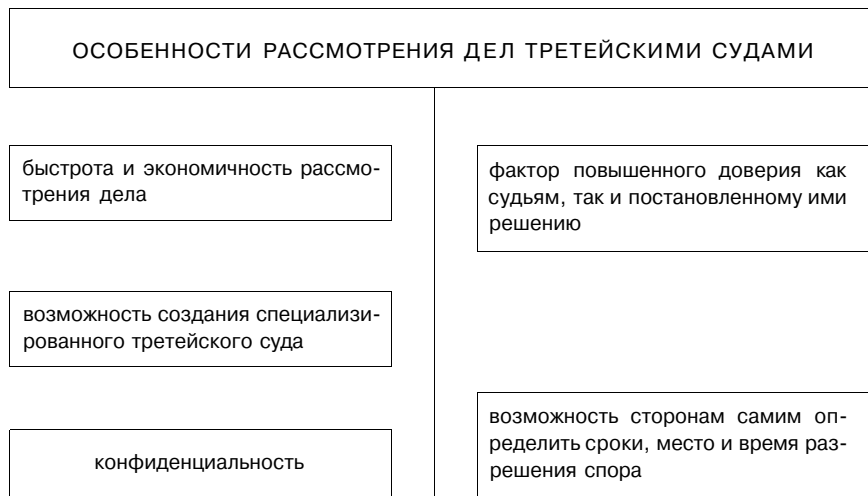 ОСОБЕННОСТИ РАССМОТРЕНИЯ ДЕЛ ТРЕТЕЙСКИМИ СУДАМИ
быстрота и экономичность рассмо-
трения дела
возможность создания специализи-
рованного третейского суда
конфиденциальность
фактор повышенного доверия как
судьям, так и постановленному ими
решению
возможность сторонам самим оп-
ределить сроки, место и время раз-
решения спора